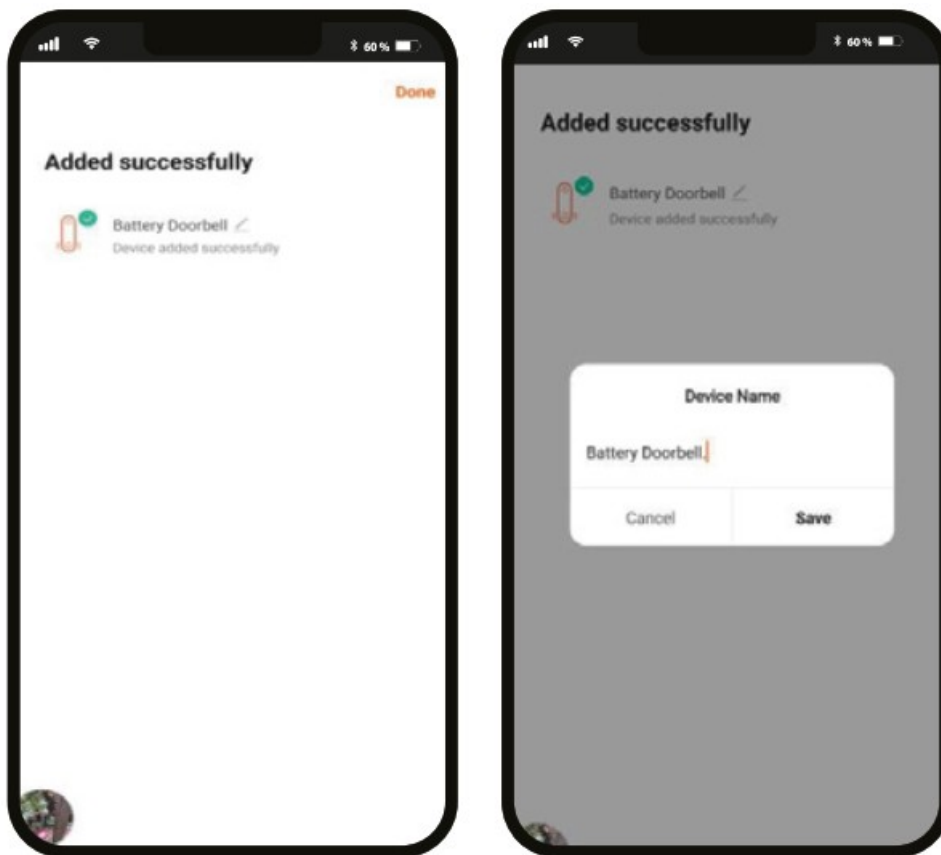 60 %
Done
Added successfully
Battery Doorbell
Device added successfully
60 %
Added successfully
Battery Doorbell
Device added successfully
Device Name
Battery Doorbell.
Cancel
Save